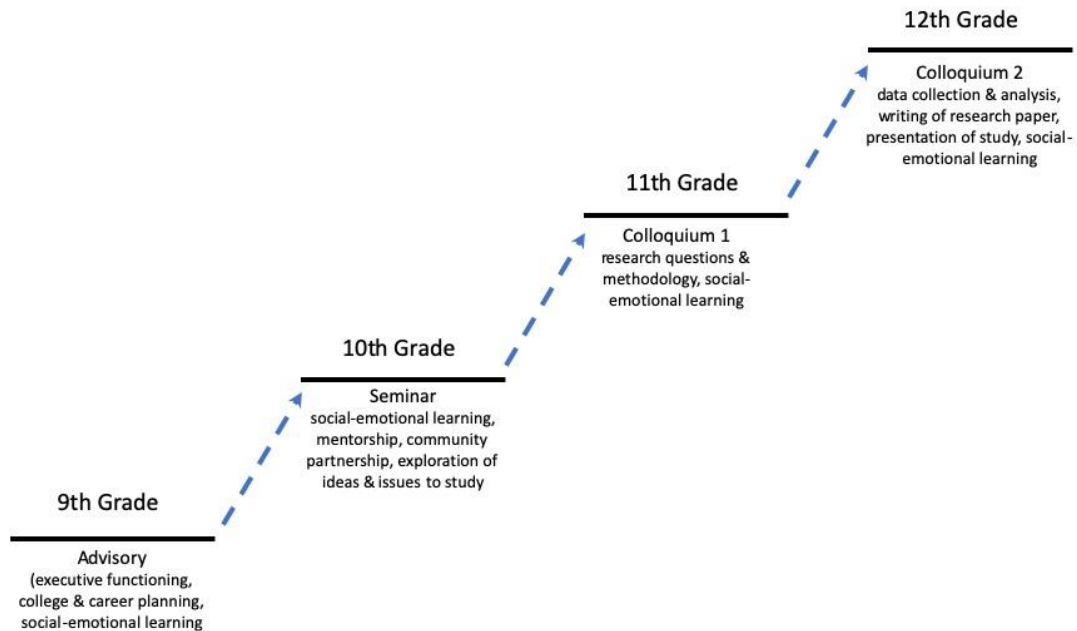 12th Grade
Colloquium 2
data collection & analysis,
writing of research paper,
presentation of study, social-
emotional learning
11th Grade
Colloquium 1
research questions &
methodology, social-
emotional learning
10th Grade
Seminar
social-emotional learning,
mentorship, community
partnership, exploration of
ideas & issues to study
9th Grade
Advisory
(executive functioning,
college & career planning,
social-emotional learning